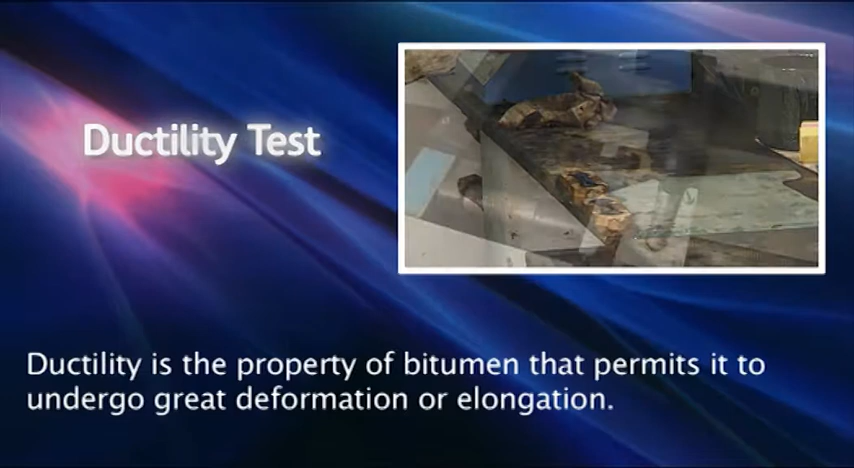 Ductility Test
Ductility is the property of bitumen that permits it to
undergo great deformation or elongation.